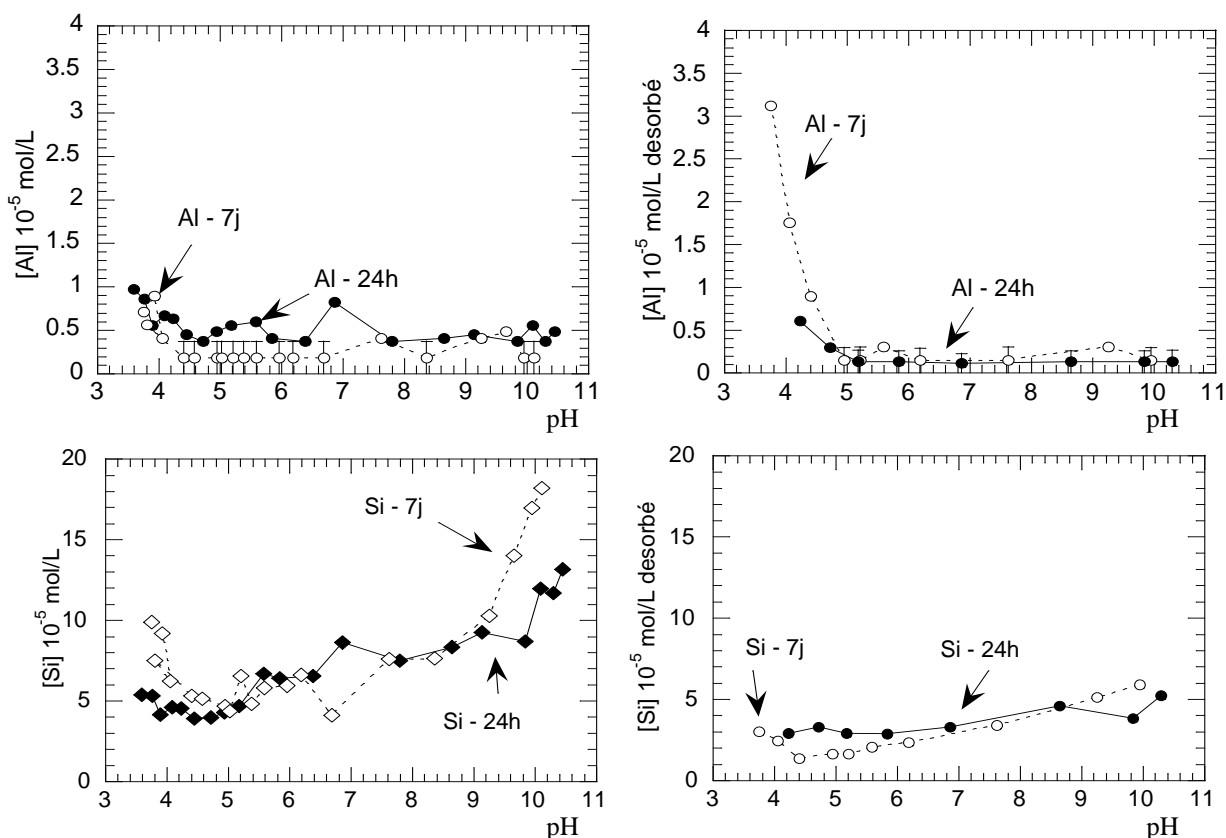 4
3.5
3
2.5
2
1.5
1
0.5
0
[Al] 10-5 mol/L
Al - 7j
Al - 24h
3 4 5 6 7 8 9 10 11
pH
4
3.5
3
2.5
2
1.5
1
0.5
0
[Al] 10-5 mol/L desorbé
Al - 7j
Al - 24h
3 4 5 6 7 8 9 10 11
pH
20
15
10
5
0
[Si] 10-5 mol/L
Si - 7j
Si - 24h
3 4 5 6 7 8 9 10 11
pH
20
15
10
5
0
[Si] 10-5 mol/L desorbé
Si - 7j
Si - 24h
3 4 5 6 7 8 9 10 11
pH